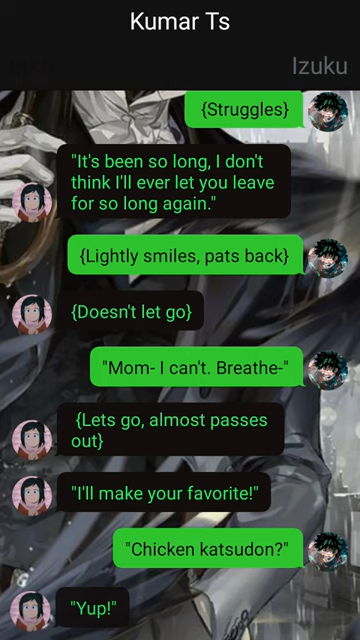 Kumar Ts
Izuku
{Struggles}
"It's been so long, I don't
think I'll ever let you leave
for so long again."
{Lightly smiles, pats back}
{Doesn't let go}
"Mom- I can't. Breathe-"
{Lets go, almost passes
out}
"I'll make your favorite!"
"Chicken katsudon?"
"Yup!"